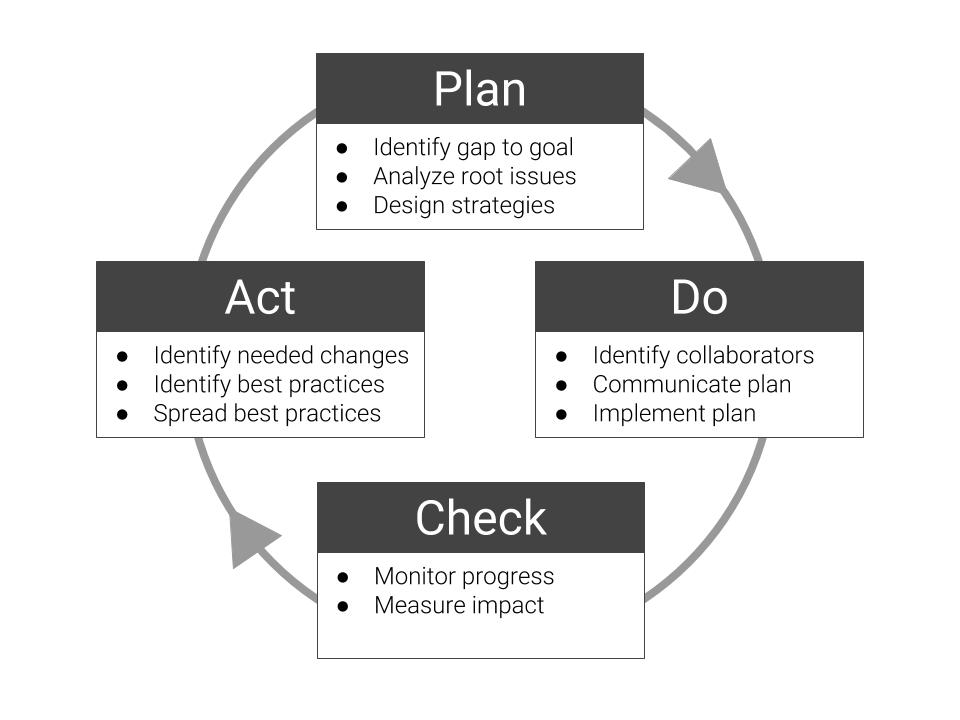 Plan
● Identify gap to goal
● Analyze root issues
● Design strategies
Act
● Identify needed changes
● Identify best practices
● Spread best practices
Do
● Identify collaborators
● Communicate plan
● Implement plan
Check
● Monitor progress
● Measure impact